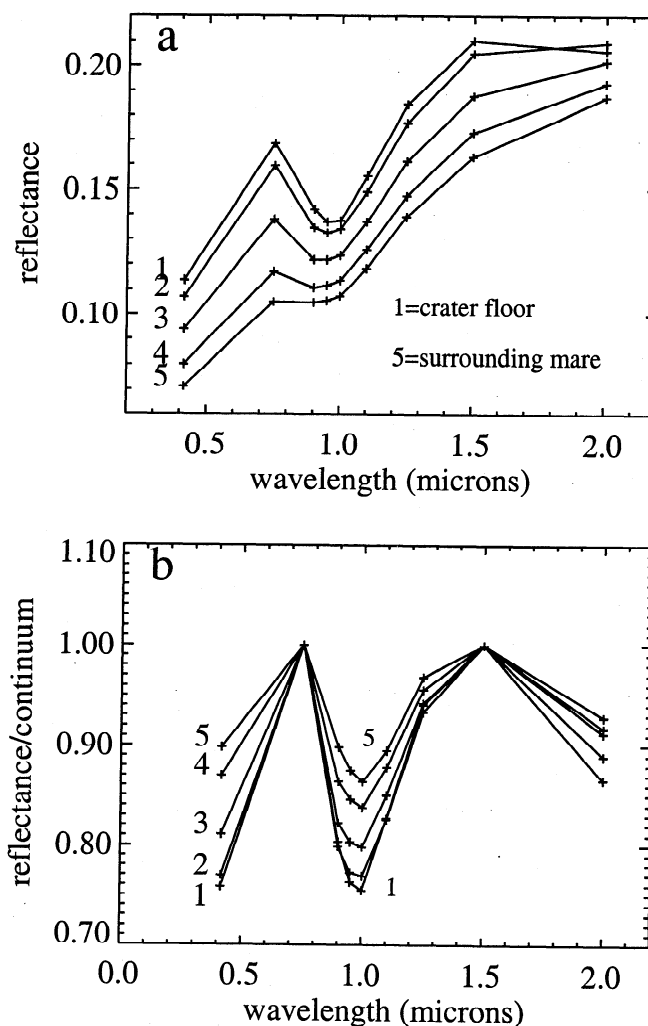 a
0.20
0.15
0.10
reflectance
1
2
3
4
5
1=crater floor
5=surrounding mare
0.5 1.0 1.5 2.0
wavelength (microns)
b
1.10
1.00
0.90
0.80
0.70
reflectance/continuum
5
4
3
2
1
5
1
0.0 0.5 1.0 1.5 2.0
wavelength (microns)